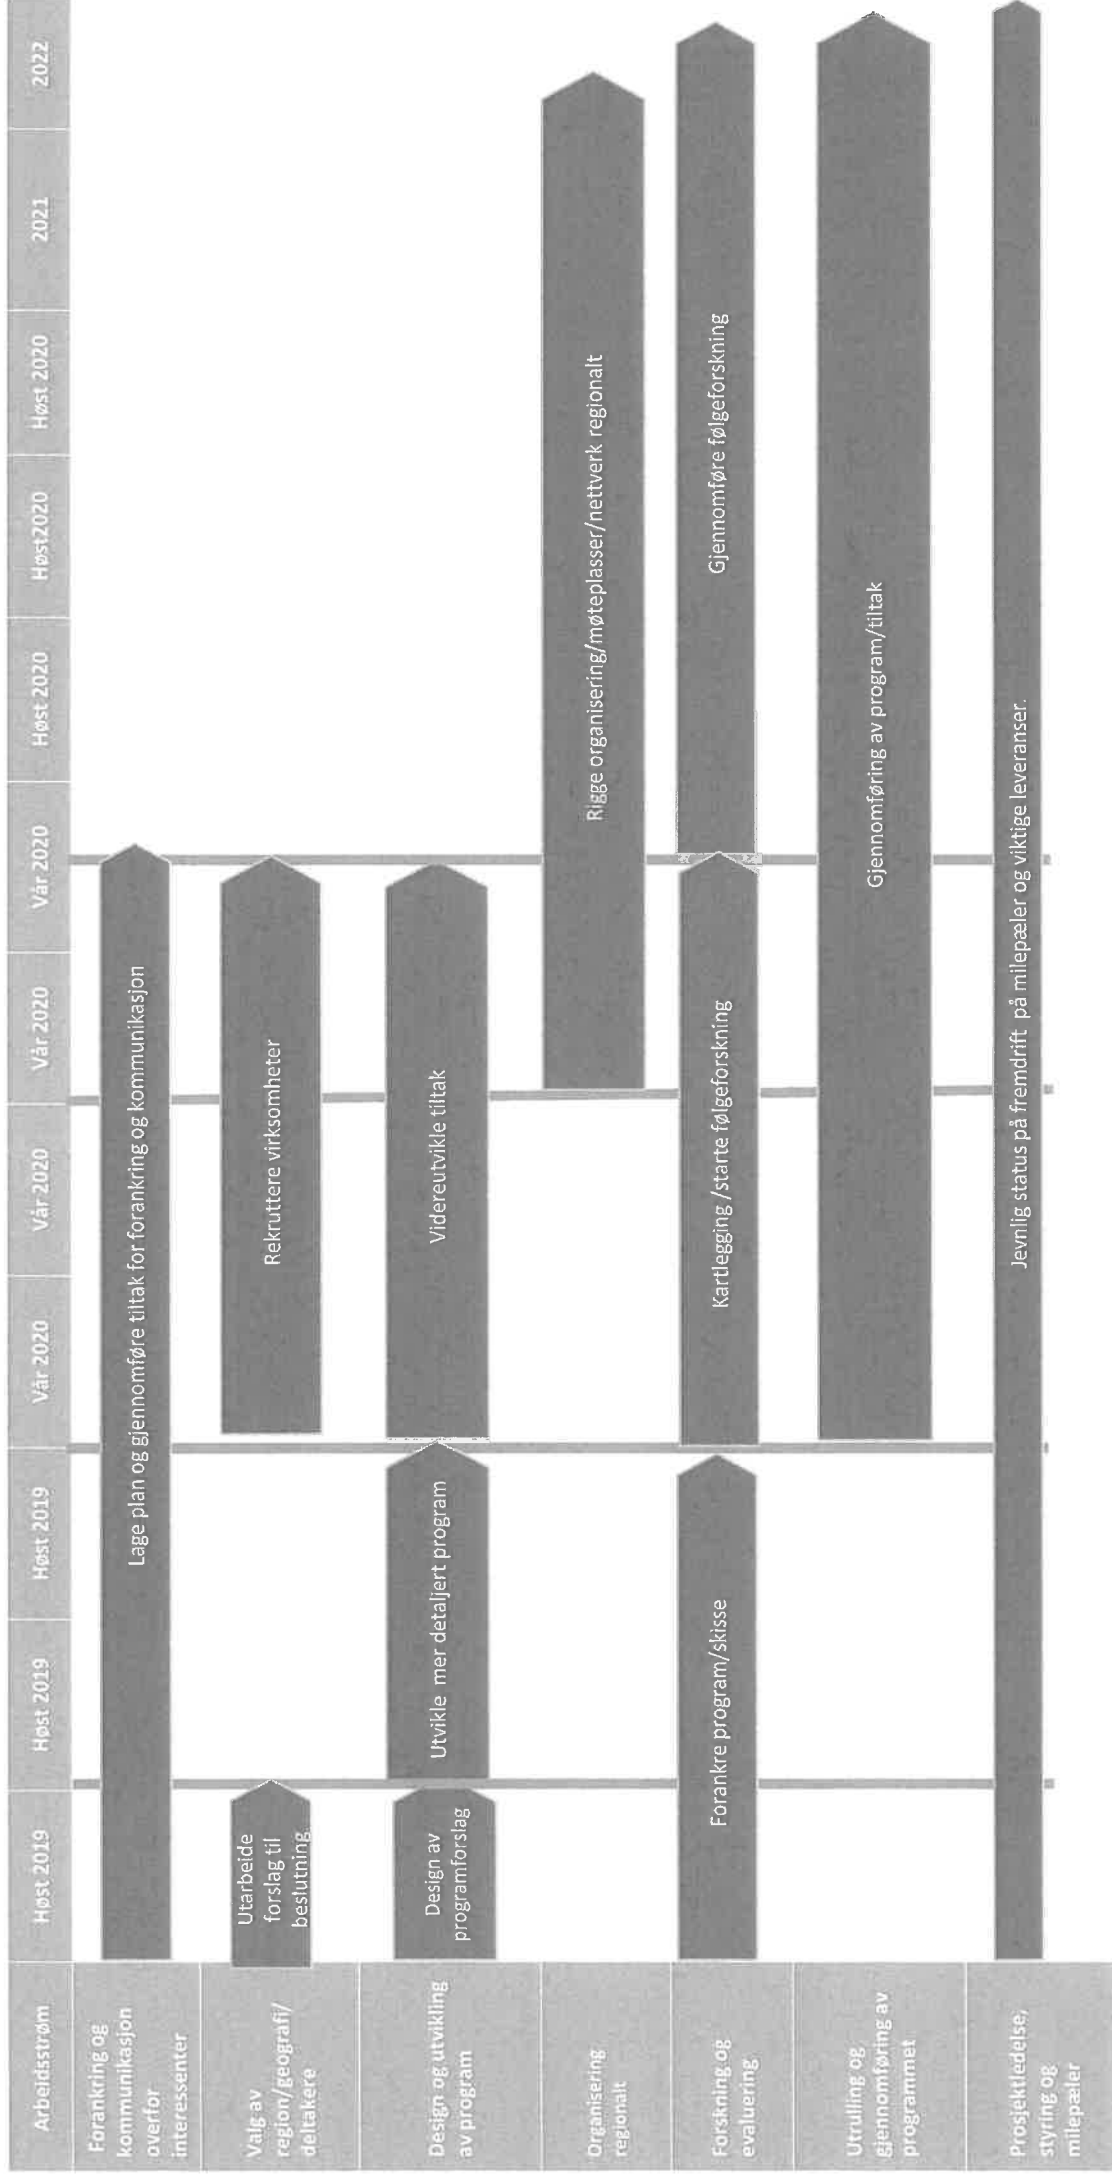 Arbeidsstrøm
Høst 2019
Høst 2019
Høst 2019
Vår 2020
Vår 2020
Vår 2020
Vår 2020
Høst 2020
Høst2020
Høst 2020
2021
2022
Forankring og
kommunikasjon
overfor
interessenter
Lage plan og gjennomføre tiltak for forankring og kommunikasjon
Valg av
region/geografi/
deltakere
Utarbeide
forslag til
beslutning
Rekruttere virksomheter
Design og utvikling
av program
Design av
programforslag
Utvikle mer detaljert program
Videreutvikle tiltak
Organisering
regionalt
Rigge organisering/møteplasser/nettverk regionalt
Forskning og
evaluering
Forankre program/skisse
Kartlegging /starte følgeforskning
Gjennomføre følgeforskning
Utrulling og
gjennomføring av
programmet
Gjennomføring av program/tiltak
Prosjektledelse,
styring og
milepæler
Jevnlig status på fremdrift på milepæler og viktige leveranser.